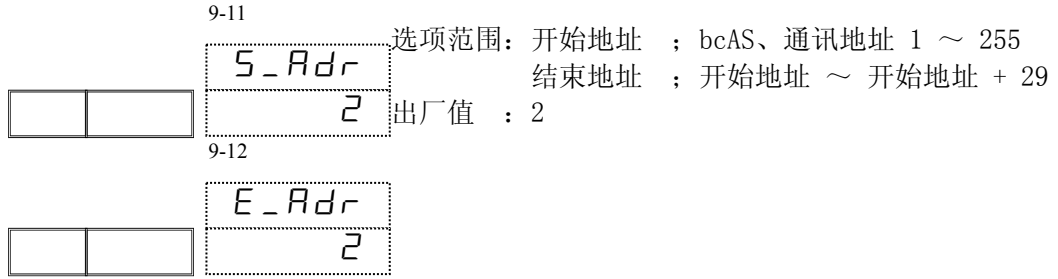 9-11
S_Adr
2
选项范围：开始地址 ；bcAS、通讯地址 1 ～ 255
结束地址 ；开始地址 ～ 开始地址 + 29
出厂值 ：2
9-12
E_Adr
2